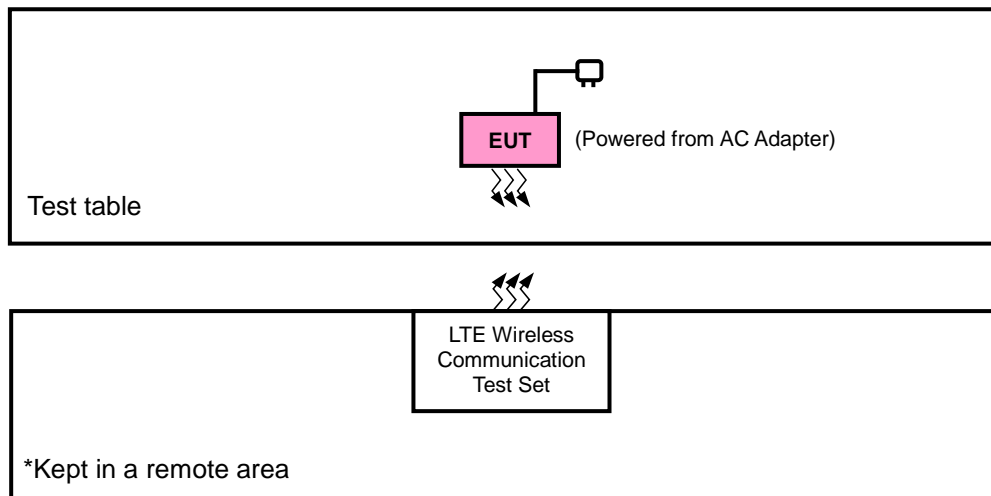 EUT
(Powered from AC Adapter)
Test table
LTE Wireless
Communication
Test Set
*Kept in a remote area